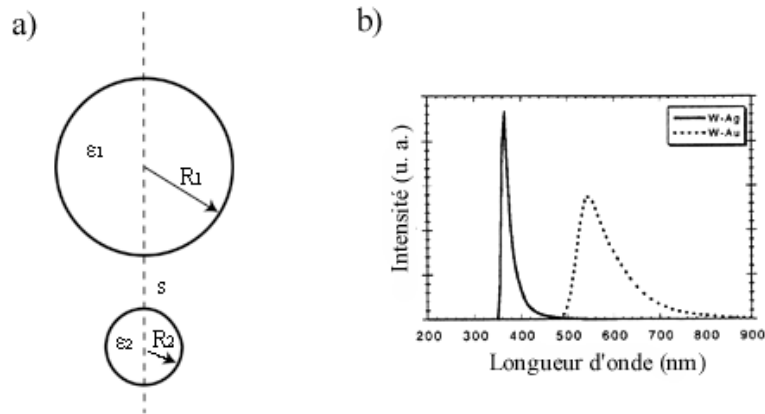 a)
ε1
R1
s
ε2
R2
b)
Intensité (u. a.)
W-Ag
W-Au
200 300 400 500 600 700 800 900
Longueur d'onde (nm)